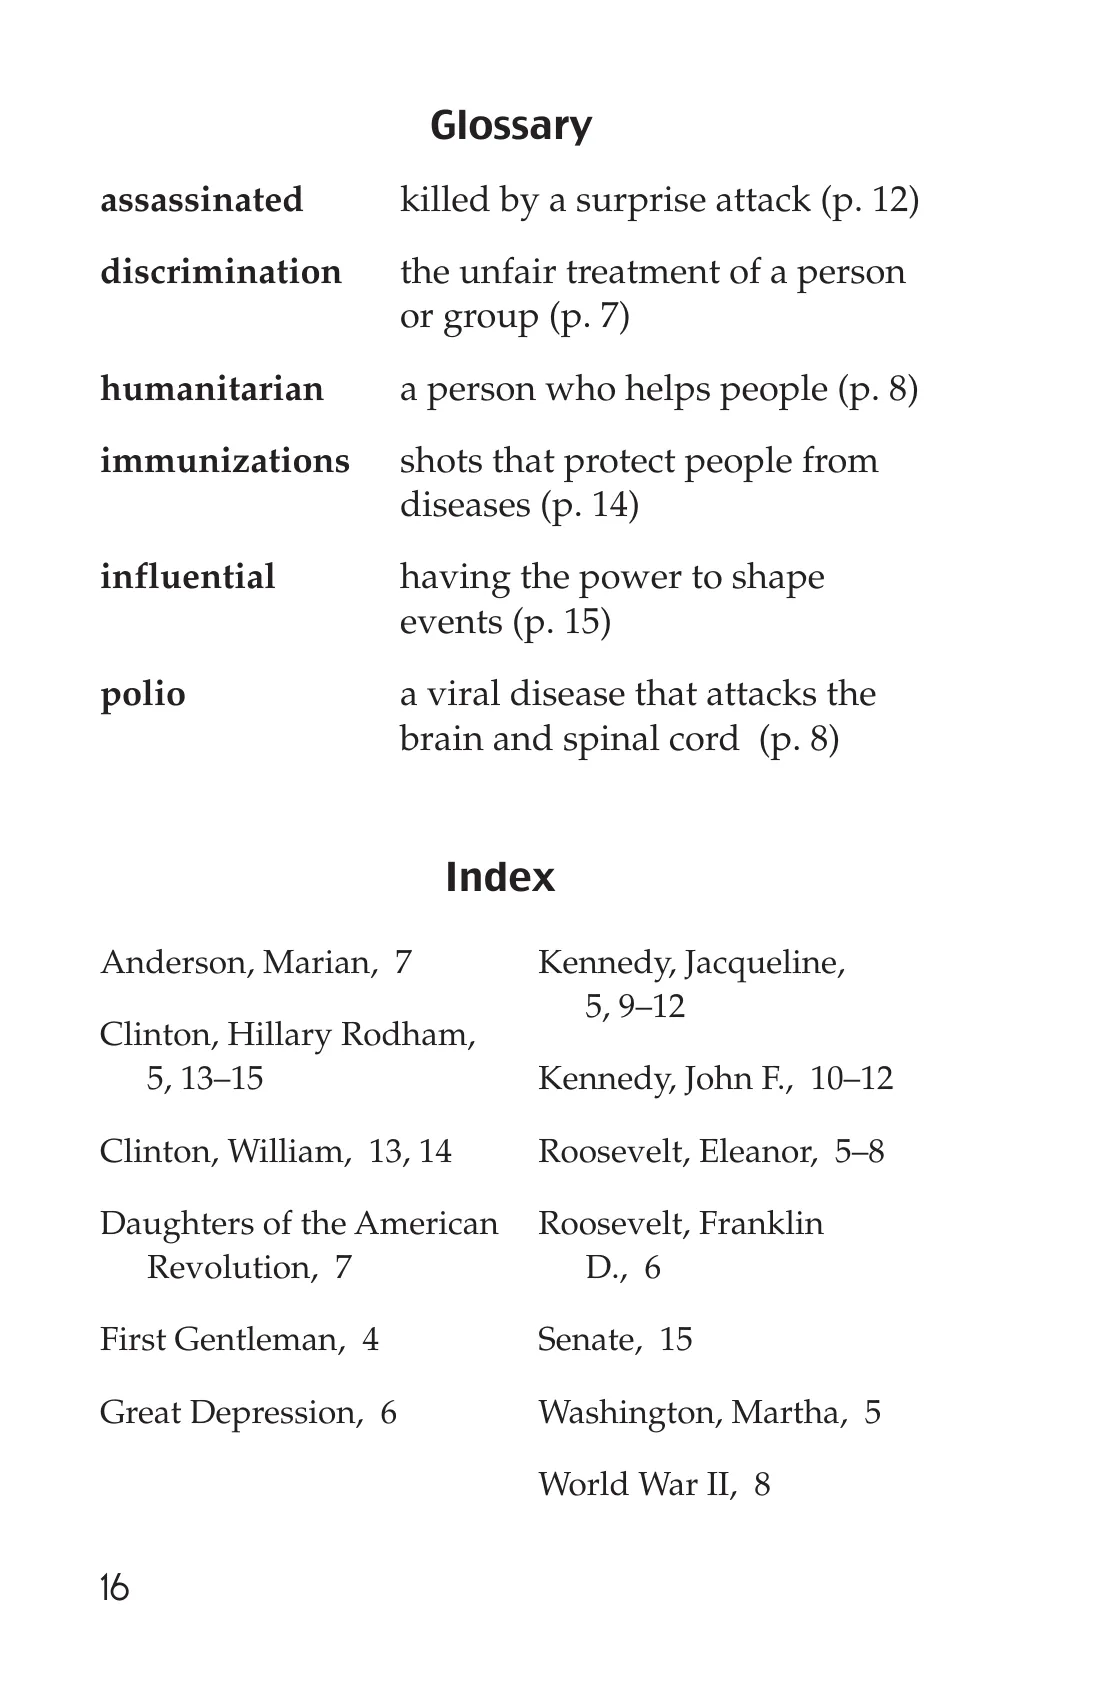 Glossary
assassinated killed by a surprise attack (p. 12)
discrimination the unfair treatment of a person
or group (p. 7)
humanitarian a person who helps people (p. 8)
immunizations shots that protect people from
diseases (p. 14)
influential having the power to shape
events (p. 15)
polio a viral disease that attacks the
brain and spinal cord (p. 8)
Index
Anderson, Marian, 7
Clinton, Hillary Rodham,
5, 13–15
Clinton, William, 13, 14
Daughters of the American
Revolution, 7
First Gentleman, 4
Great Depression, 6
Kennedy, Jacqueline,
5, 9–12
Kennedy, John F., 10–12
Roosevelt, Eleanor, 5–8
Roosevelt, Franklin
D., 6
Senate, 15
Washington, Martha, 5
World War II, 8
16